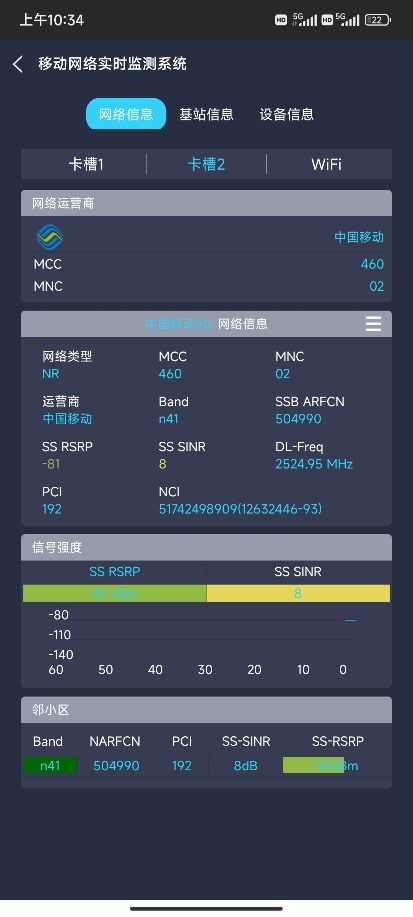 上午10:34
HD 5G HD 5G 22
移动网络实时监测系统
网络信息 基站信息 设备信息
卡槽1 卡槽2 WiFi
网络运营商
中国移动
MCC 460
MNC 02
中国移动5G 网络信息
网络类型 MCC MNC
NR 460 02
运营商 Band SSB ARFCN
中国移动 n41 504990
SS RSRP SS SINR DL-Freq
-81 8 2524.95 MHz
PCI NCI
192 51742498909(12632446-93)
信号强度
SS RSRP SS SINR
-81 dBm 8
-80
-110
-140
60 50 40 30 20 10 0
邻小区
Band NARFCN PCI SS-SINR SS-RSRP
n41 504990 192 8dB -81dBm